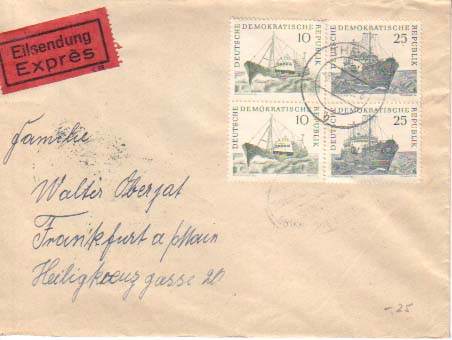 Eilsendung
Exprès
DEUTSCHE DEMOKRATISCHE REPUBLIK
10
DEUTSCHE DEMOKRATISCHE REPUBLIK
25
DEUTSCHE DEMOKRATISCHE REPUBLIK
10
DEUTSCHE DEMOKRATISCHE REPUBLIK
25
Familie
Walter Oberjat
Frankfurt a/Main
Heiligkreuzgasse 20
-.25